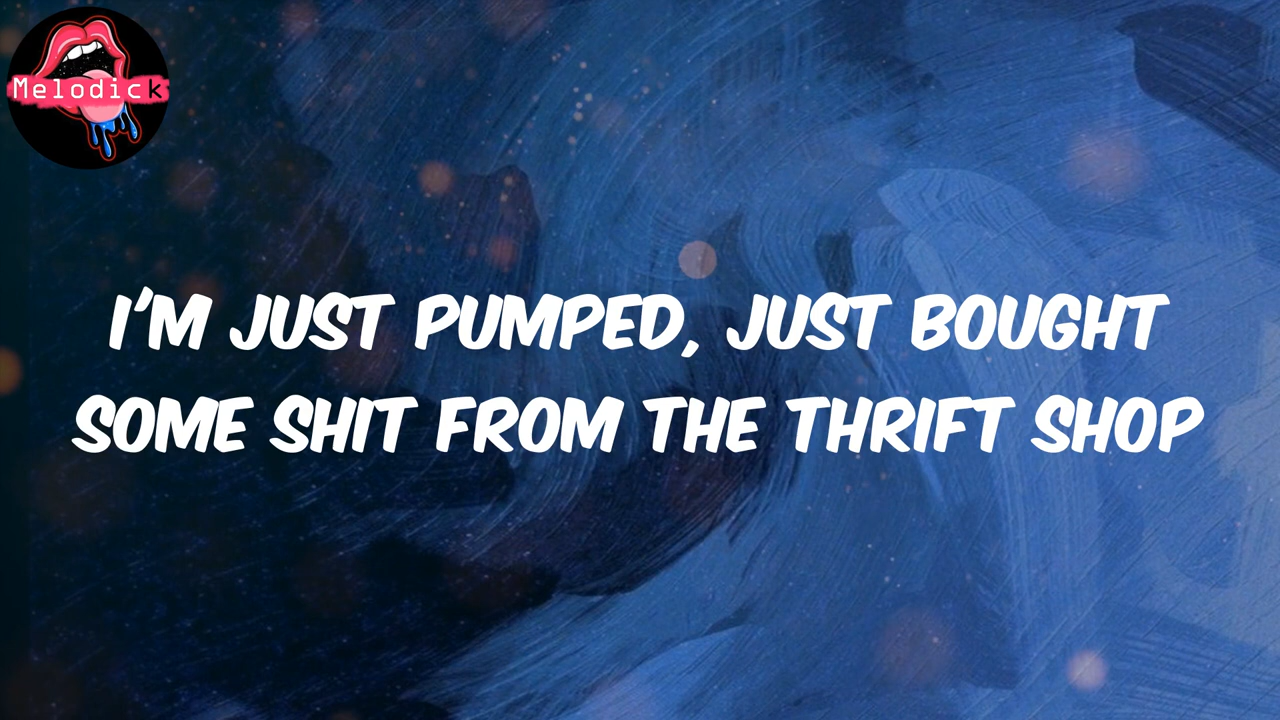 Melodick
I'M JUST PUMPED, JUST BOUGHT
SOME SHIT FROM THE THRIFT SHOP